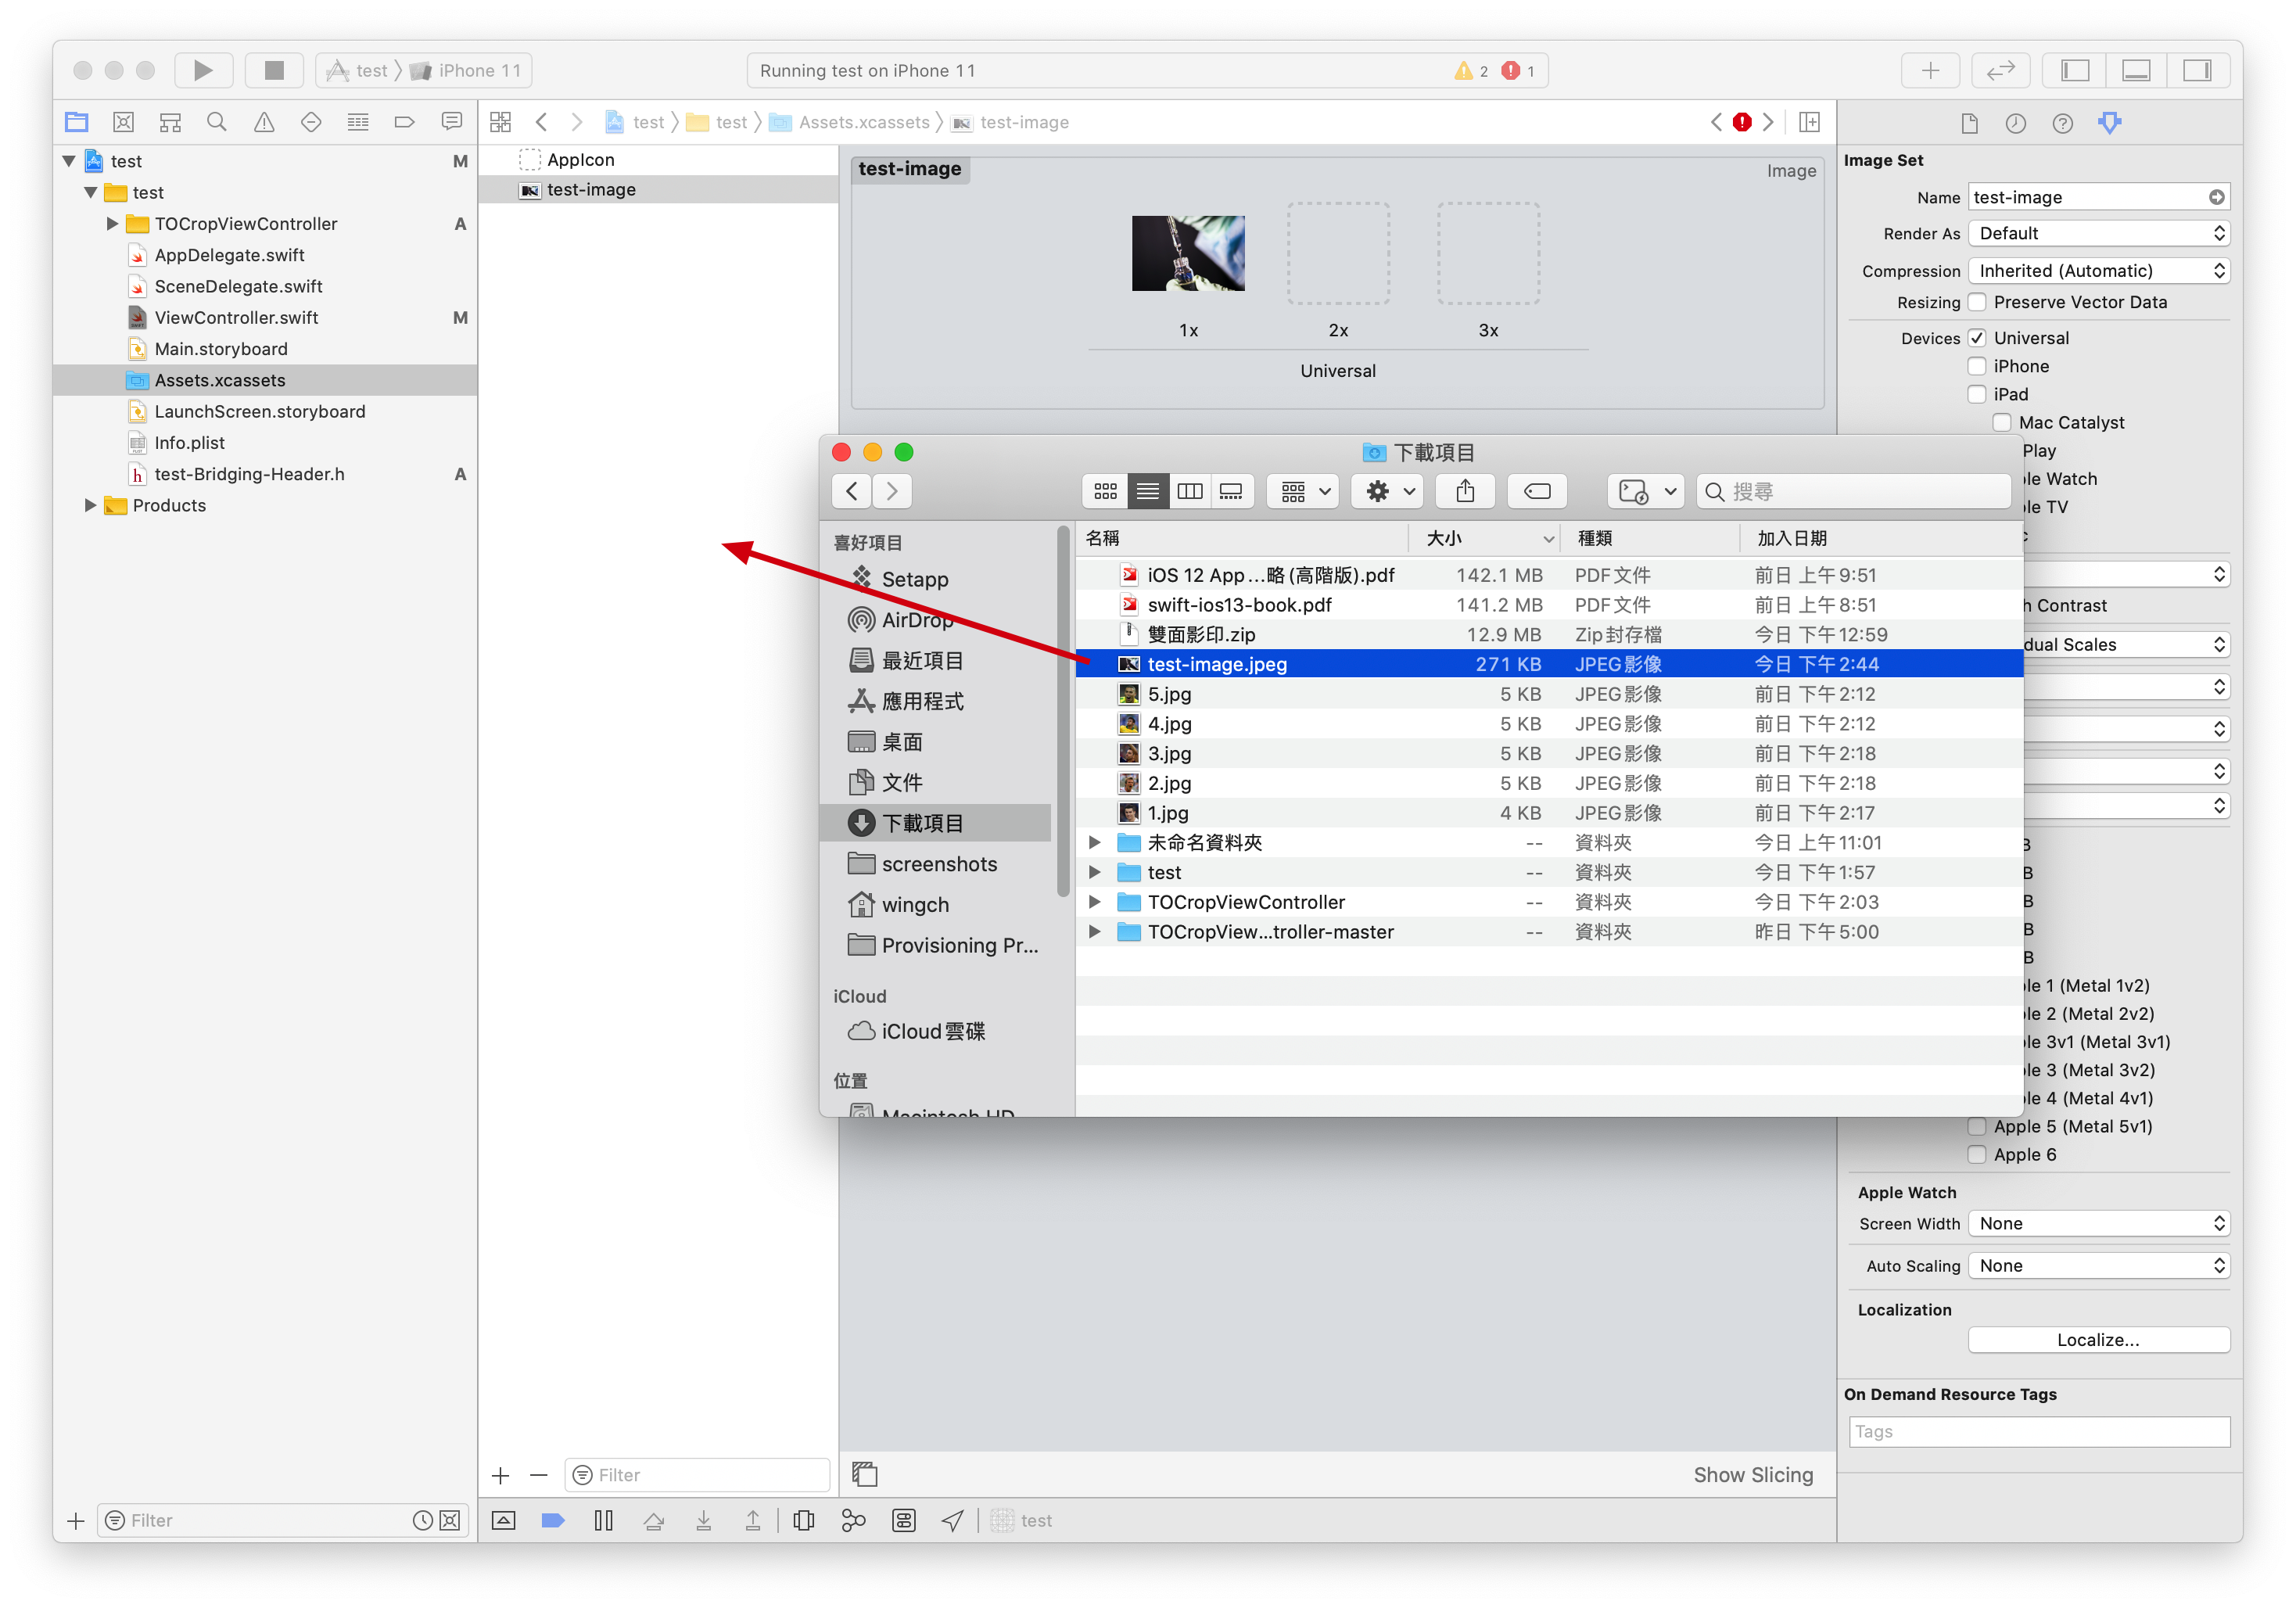 test
iPhone 11
Running test on iPhone 11
2
1
test
test
Assets.xcassets
test-image
test
M
test
TOCropViewController
A
AppDelegate.swift
SceneDelegate.swift
ViewController.swift
M
Main.storyboard
Assets.xcassets
LaunchScreen.storyboard
Info.plist
test-Bridging-Header.h
A
Products
Filter
AppIcon
test-image
Filter
test-image
Image
1x
2x
3x
Universal
Show Slicing
test
下載項目
搜尋
喜好項目
Setapp
AirDrop
最近項目
應用程式
桌面
文件
下載項目
screenshots
wingch
Provisioning Pr...
iCloud
iCloud雲碟
位置
Macintosh HD
名稱 大小 種類 加入日期
iOS 12 App...略(高階版).pdf 142.1 MB PDF文件 前日 上午9:51
swift-ios13-book.pdf 141.2 MB PDF文件 前日 上午8:51
雙面影印.zip 12.9 MB Zip封存檔 今日 下午12:59
test-image.jpeg 271 KB JPEG影像 今日 下午2:44
5.jpg 5 KB JPEG影像 前日 下午2:12
4.jpg 5 KB JPEG影像 前日 下午2:12
3.jpg 5 KB JPEG影像 前日 下午2:18
2.jpg 5 KB JPEG影像 前日 下午2:18
1.jpg 4 KB JPEG影像 前日 下午2:17
未命名資料夾 -- 資料夾 今日 上午11:01
test -- 資料夾 今日 下午1:57
TOCropViewController -- 資料夾 今日 下午2:03
TOCropView...troller-master -- 資料夾 昨日 下午5:00
Image Set
Name test-image
Render As Default
Compression Inherited (Automatic)
Resizing Preserve Vector Data
Devices Universal
iPhone
iPad
Mac Catalyst
Play
le Watch
le TV
h Contrast
dual Scales
B
B
B
B
le 1 (Metal 1v2)
le 2 (Metal 2v2)
le 3v1 (Metal 3v1)
le 3 (Metal 3v2)
le 4 (Metal 4v1)
Apple 5 (Metal 5v1)
Apple 6
Apple Watch
Screen Width None
Auto Scaling None
Localization
Localize...
On Demand Resource Tags
Tags